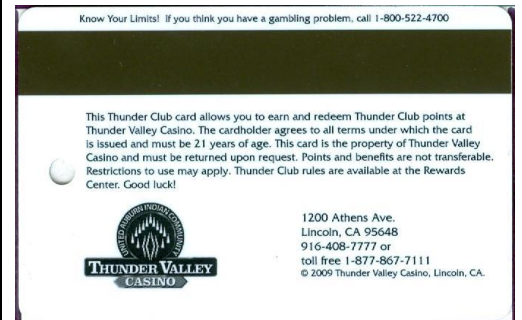 Know Your Limits! If you think you have a gambling problem, call 1-800-522-4700
This Thunder Club card allows you to earn and redeem Thunder Club points at
Thunder Valley Casino. The cardholder agrees to all terms under which the card
is issued and must be 21 years of age. This card is the property of Thunder Valley
Casino and must be returned upon request. Points and benefits are not transferable.
Restrictions to use may apply. Thunder Club rules are available at the Rewards
Center. Good luck!
UNITED AUBURN INDIAN COMMUNITY
THUNDER VALLEY
CASINO
1200 Athens Ave.
Lincoln, CA 95648
916-408-7777 or
toll free 1-877-867-7111
© 2009 Thunder Valley Casino, Lincoln, CA.